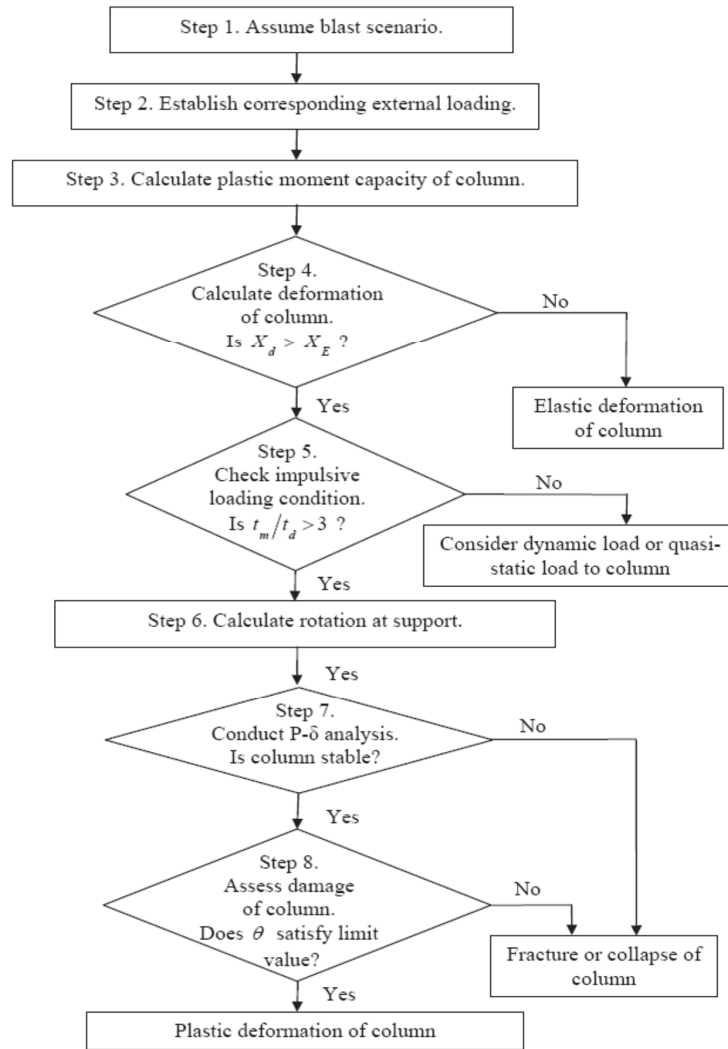 Step 1. Assume blast scenario.
Step 2. Establish corresponding external loading.
Step 3. Calculate plastic moment capacity of column.
Step 4.
Calculate deformation
of column.
Is X_d > X_E ?
No
Elastic deformation
of column
Yes
Step 5.
Check impulsive
loading condition.
Is t_m/t_d >3 ?
No
Consider dynamic load or quasi-
static load to column
Yes
Step 6. Calculate rotation at support.
Yes
Step 7.
Conduct P-δ analysis.
Is column stable?
No
Yes
Step 8.
Assess damage
of column.
Does θ satisfy limit
value?
No
Fracture or collapse of
column
Yes
Plastic deformation of column